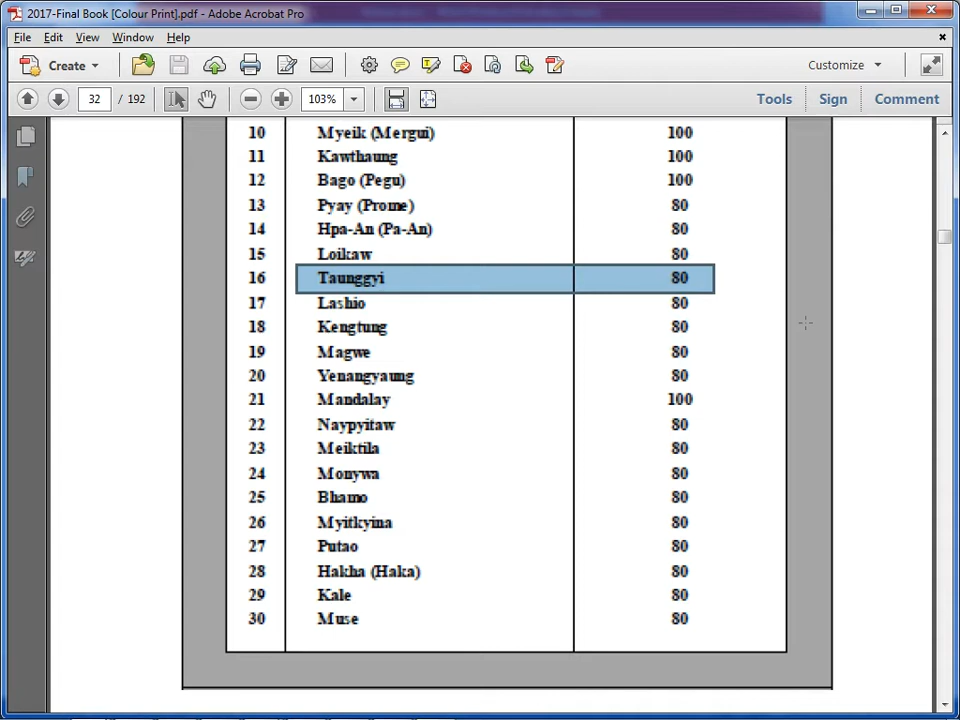 2017-Final Book [Colour Print].pdf - Adobe Acrobat Pro
File Edit View Window Help
Create Customize
32 / 192 103% Tools Sign Comment
10 Myeik (Mergui) 100
11 Kawthaung 100
12 Bago (Pegu) 100
13 Pyay (Prome) 80
14 Hpa-An (Pa-An) 80
15 Loikaw 80
16 Taunggyi 80
17 Lashio 80
18 Kengtung 80
19 Magwe 80
20 Yenangyaung 80
21 Mandalay 100
22 Naypyitaw 80
23 Meiktila 80
24 Monywa 80
25 Bhamo 80
26 Myitkyina 80
27 Putao 80
28 Hakha (Haka) 80
29 Kale 80
30 Muse 80